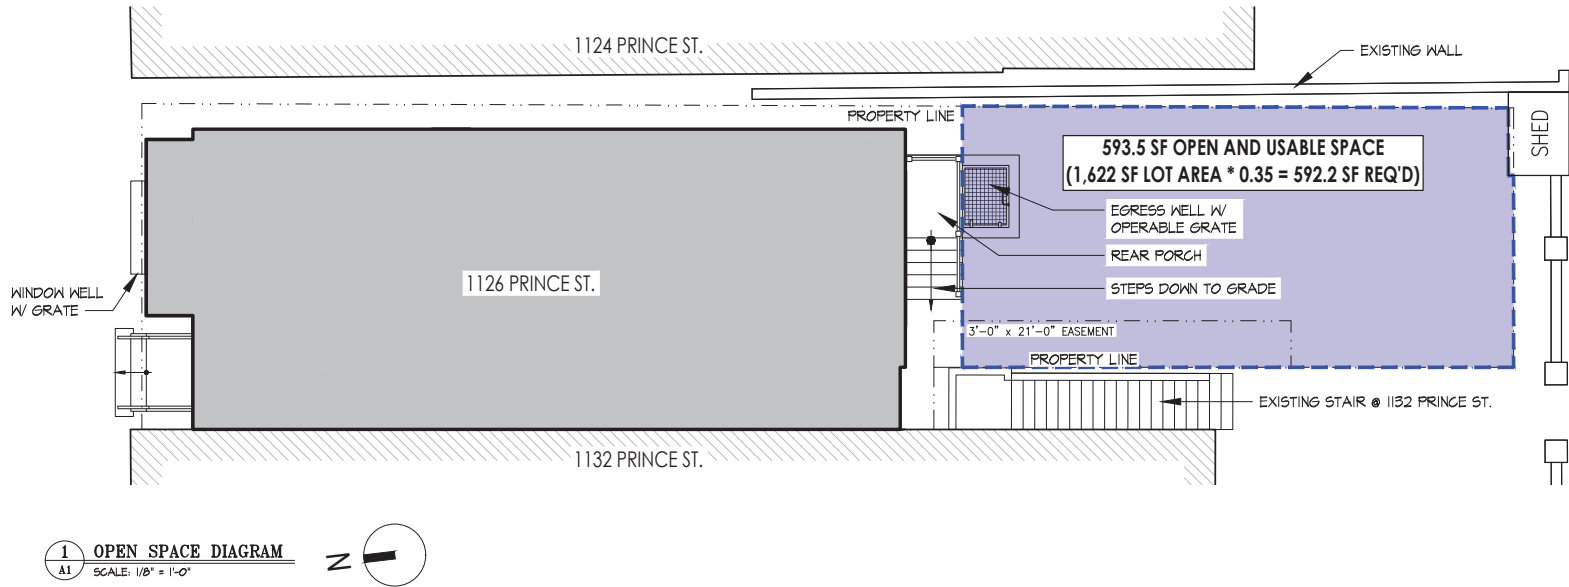 1124 PRINCE ST.
EXISTING WALL
PROPERTY LINE
SHED
593.5 SF OPEN AND USABLE SPACE
(1,622 SF LOT AREA * 0.35 = 592.2 SF REQ'D)
EGRESS WELL W/
OPERABLE GRATE
REAR PORCH
STEPS DOWN TO GRADE
1126 PRINCE ST.
WINDOW WELL
W/ GRATE
3'-0" x 21'-0" EASEMENT
PROPERTY LINE
EXISTING STAIR @ 1132 PRINCE ST.
1132 PRINCE ST.
1
A1
OPEN SPACE DIAGRAM
SCALE: 1/8" = 1'-0"
N